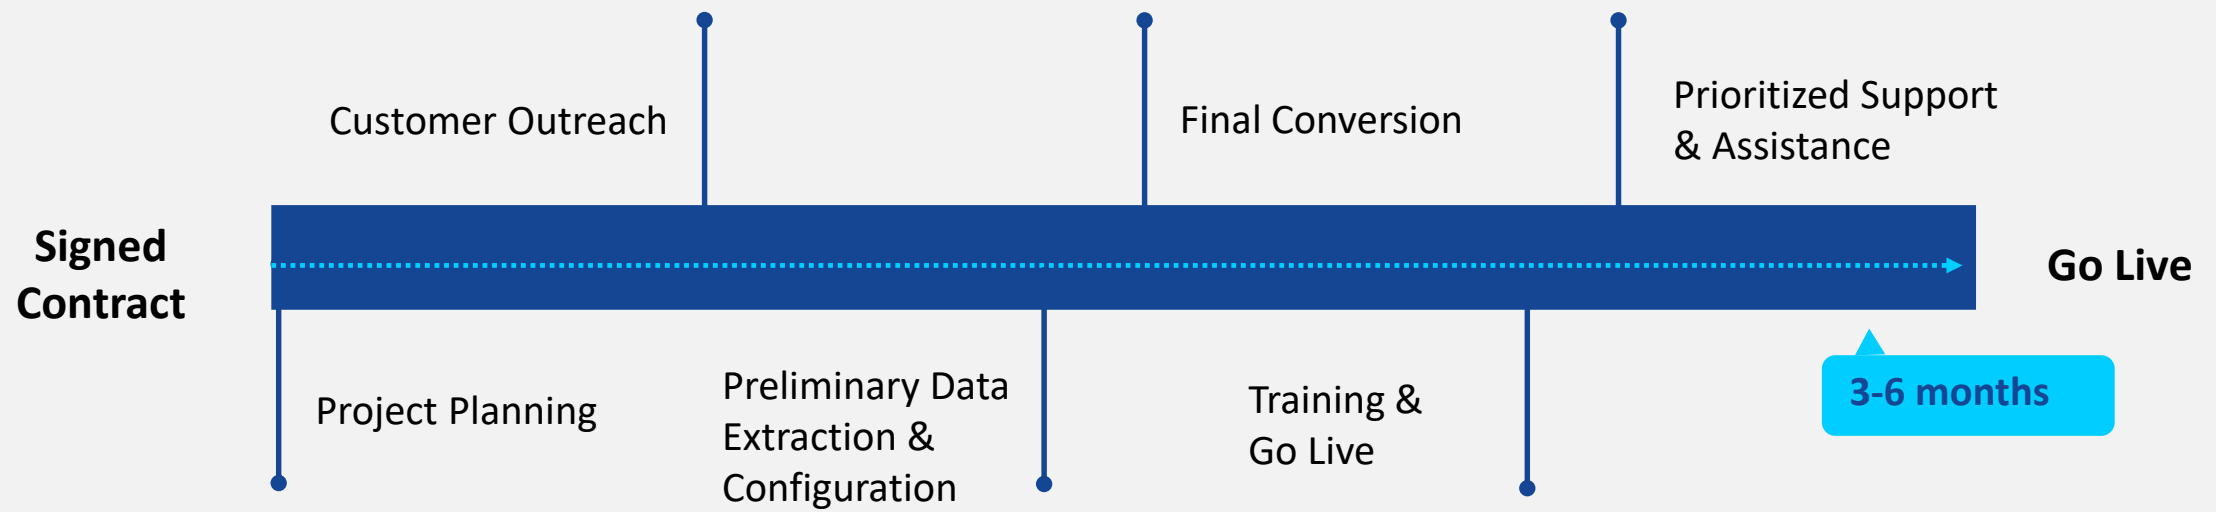 Customer Outreach
Final Conversion
Prioritized Support
& Assistance
Signed
Contract
Go Live
Project Planning
Preliminary Data
Extraction &
Configuration
Training &
Go Live
3-6 months